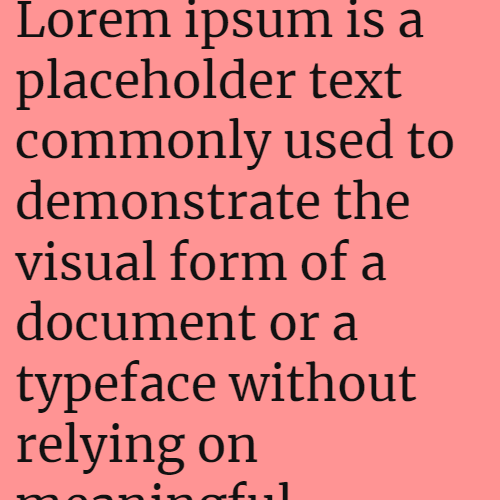 Lorem ipsum is a
placeholder text
commonly used to
demonstrate the
visual form of a
document or a
typeface without
relying on
meaningful